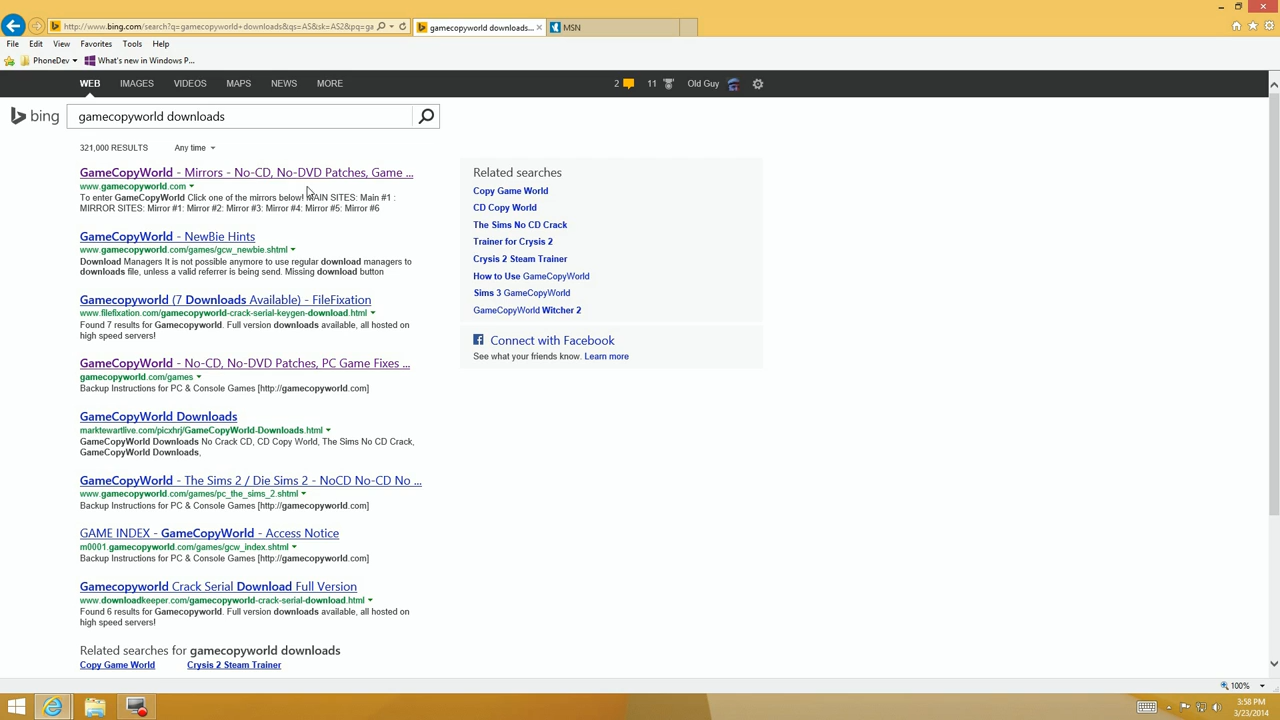 http://www.bing.com/search?q=gamecopyworld+downloads&qs=AS&sk=AS2&pq=ga
gamecopyworld downloads...
MSN
File Edit View Favorites Tools Help
PhoneDev What's new in Windows P...
WEB IMAGES VIDEOS MAPS NEWS MORE 2 11 Old Guy
bing gamecopyworld downloads
321,000 RESULTS Any time
GameCopyWorld - Mirrors - No-CD, No-DVD Patches, Game ...
www.gamecopyworld.com
To enter GameCopyWorld Click one of the mirrors below! MAIN SITES: Main #1 :
MIRROR SITES: Mirror #1: Mirror #2: Mirror #3: Mirror #4: Mirror #5: Mirror #6
GameCopyWorld - NewBie Hints
www.gamecopyworld.com/games/gcw_newbie.shtml
Download Managers It is not possible anymore to use regular download managers to
downloads file, unless a valid referrer is being send. Missing download button
Gamecopyworld (7 Downloads Available) - FileFixation
www.filefixation.com/gamecopyworld-crack-serial-keygen-download.html
Found 7 results for Gamecopyworld. Full version downloads available, all hosted on
high speed servers!
GameCopyWorld - No-CD, No-DVD Patches, PC Game Fixes ...
gamecopyworld.com/games
Backup Instructions for PC & Console Games [http://gamecopyworld.com]
GameCopyWorld Downloads
marktewartlive.com/picxhrj/GameCopyWorld-Downloads.html
GameCopyWorld Downloads No Crack CD, CD Copy World, The Sims No CD Crack,
GameCopyWorld Downloads,
GameCopyWorld - The Sims 2 / Die Sims 2 - NoCD No-CD No ...
www.gamecopyworld.com/games/pc_the_sims_2.shtml
Backup Instructions for PC & Console Games [http://gamecopyworld.com]
GAME INDEX - GameCopyWorld - Access Notice
m0001.gamecopyworld.com/games/gcw_index.shtml
Backup Instructions for PC & Console Games [http://gamecopyworld.com]
Gamecopyworld Crack Serial Download Full Version
www.downloadkeeper.com/gamecopyworld-crack-serial-download.html
Found 6 results for Gamecopyworld. Full version downloads available, all hosted on
high speed servers!
Related searches for gamecopyworld downloads
Copy Game World Crysis 2 Steam Trainer
Related searches
Copy Game World
CD Copy World
The Sims No CD Crack
Trainer for Crysis 2
Crysis 2 Steam Trainer
How to Use GameCopyWorld
Sims 3 GameCopyWorld
GameCopyWorld Witcher 2
Connect with Facebook
See what your friends know. Learn more
100%
3:58 PM
3/23/2014